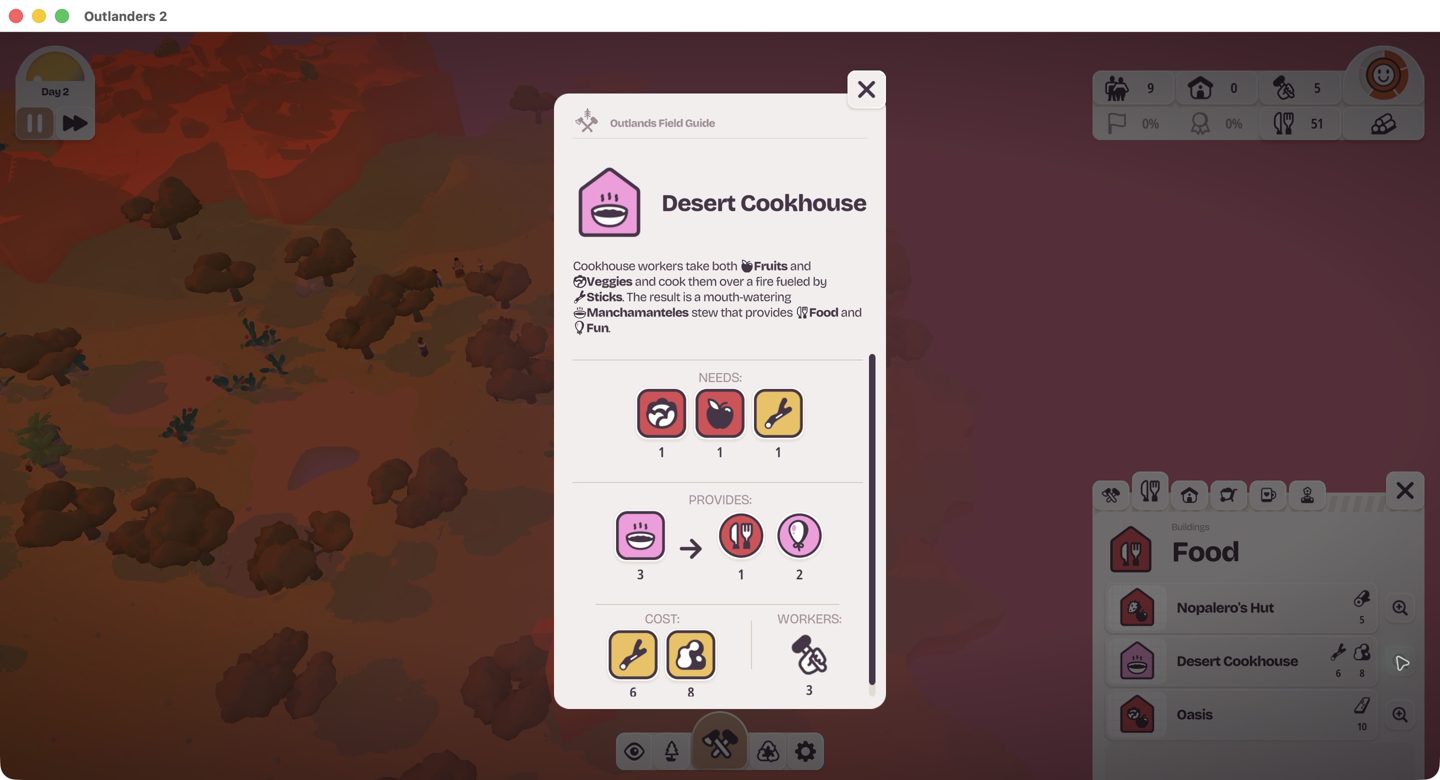 Outlanders 2
Day 2
9
0
5
0%
0%
51
Outlands Field Guide
Desert Cookhouse
Cookhouse workers take both Fruits and
Veggies and cook them over a fire fueled by
Sticks. The result is a mouth-watering
Manchamanteles stew that provides Food and
Fun.
NEEDS:
1
1
1
PROVIDES:
3
1
2
COST:
WORKERS:
6
8
3
Buildings
Food
Nopalero's Hut
5
Desert Cookhouse
6
8
Oasis
10